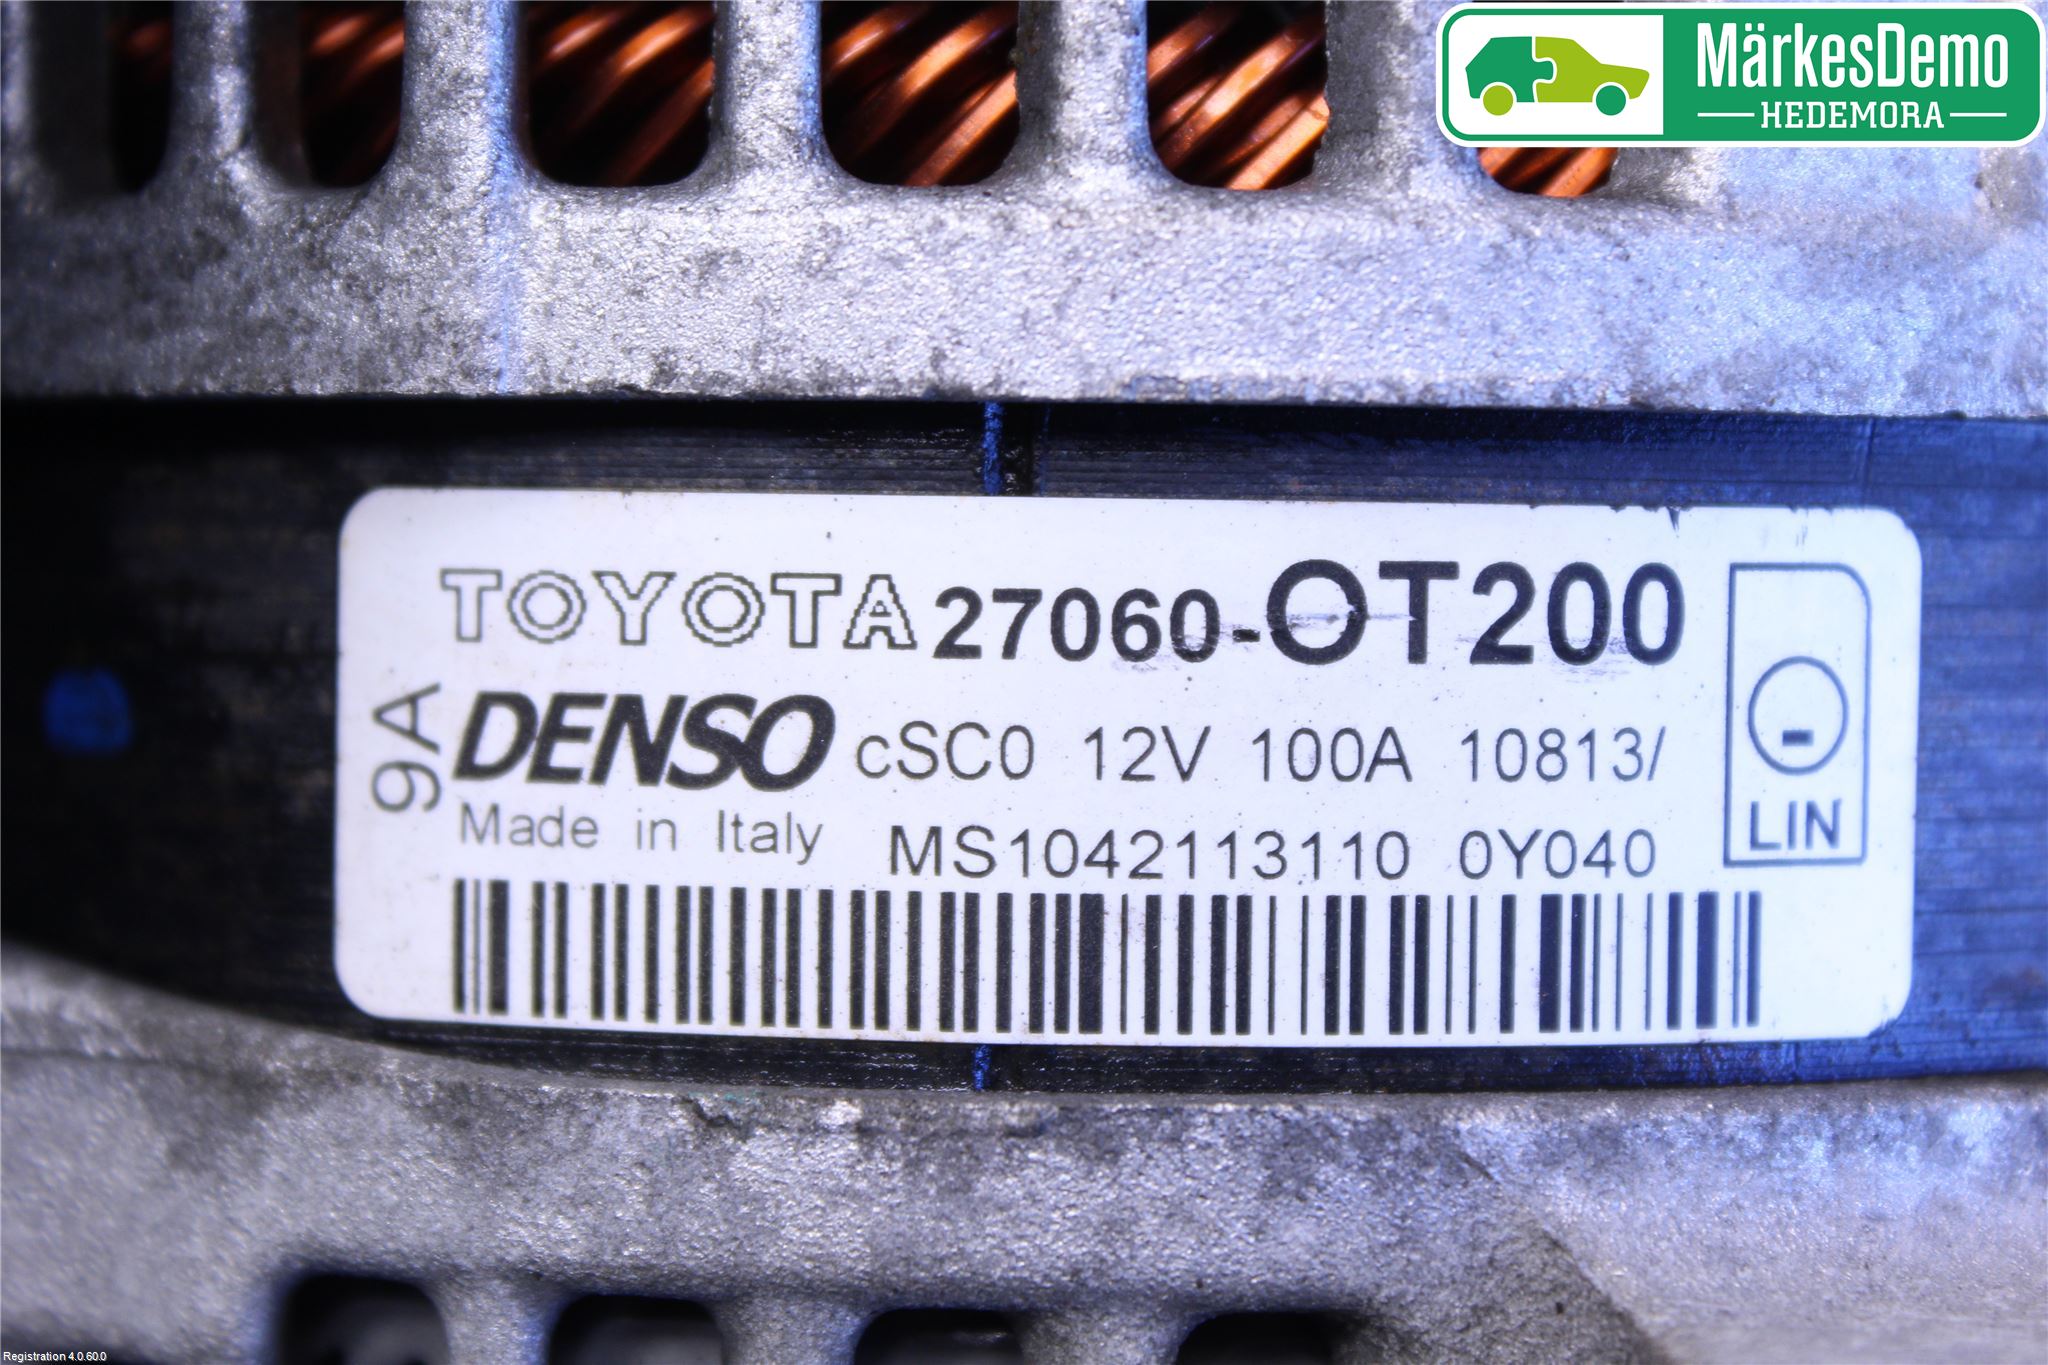 MärkesDemo
HEDEMORA
TOYOTA 27060-OT200
9A
DENSO cSC0 12V 100A 10813/
Made in Italy MS1042113110 0Y040
LIN
Registration 4.0.60.0